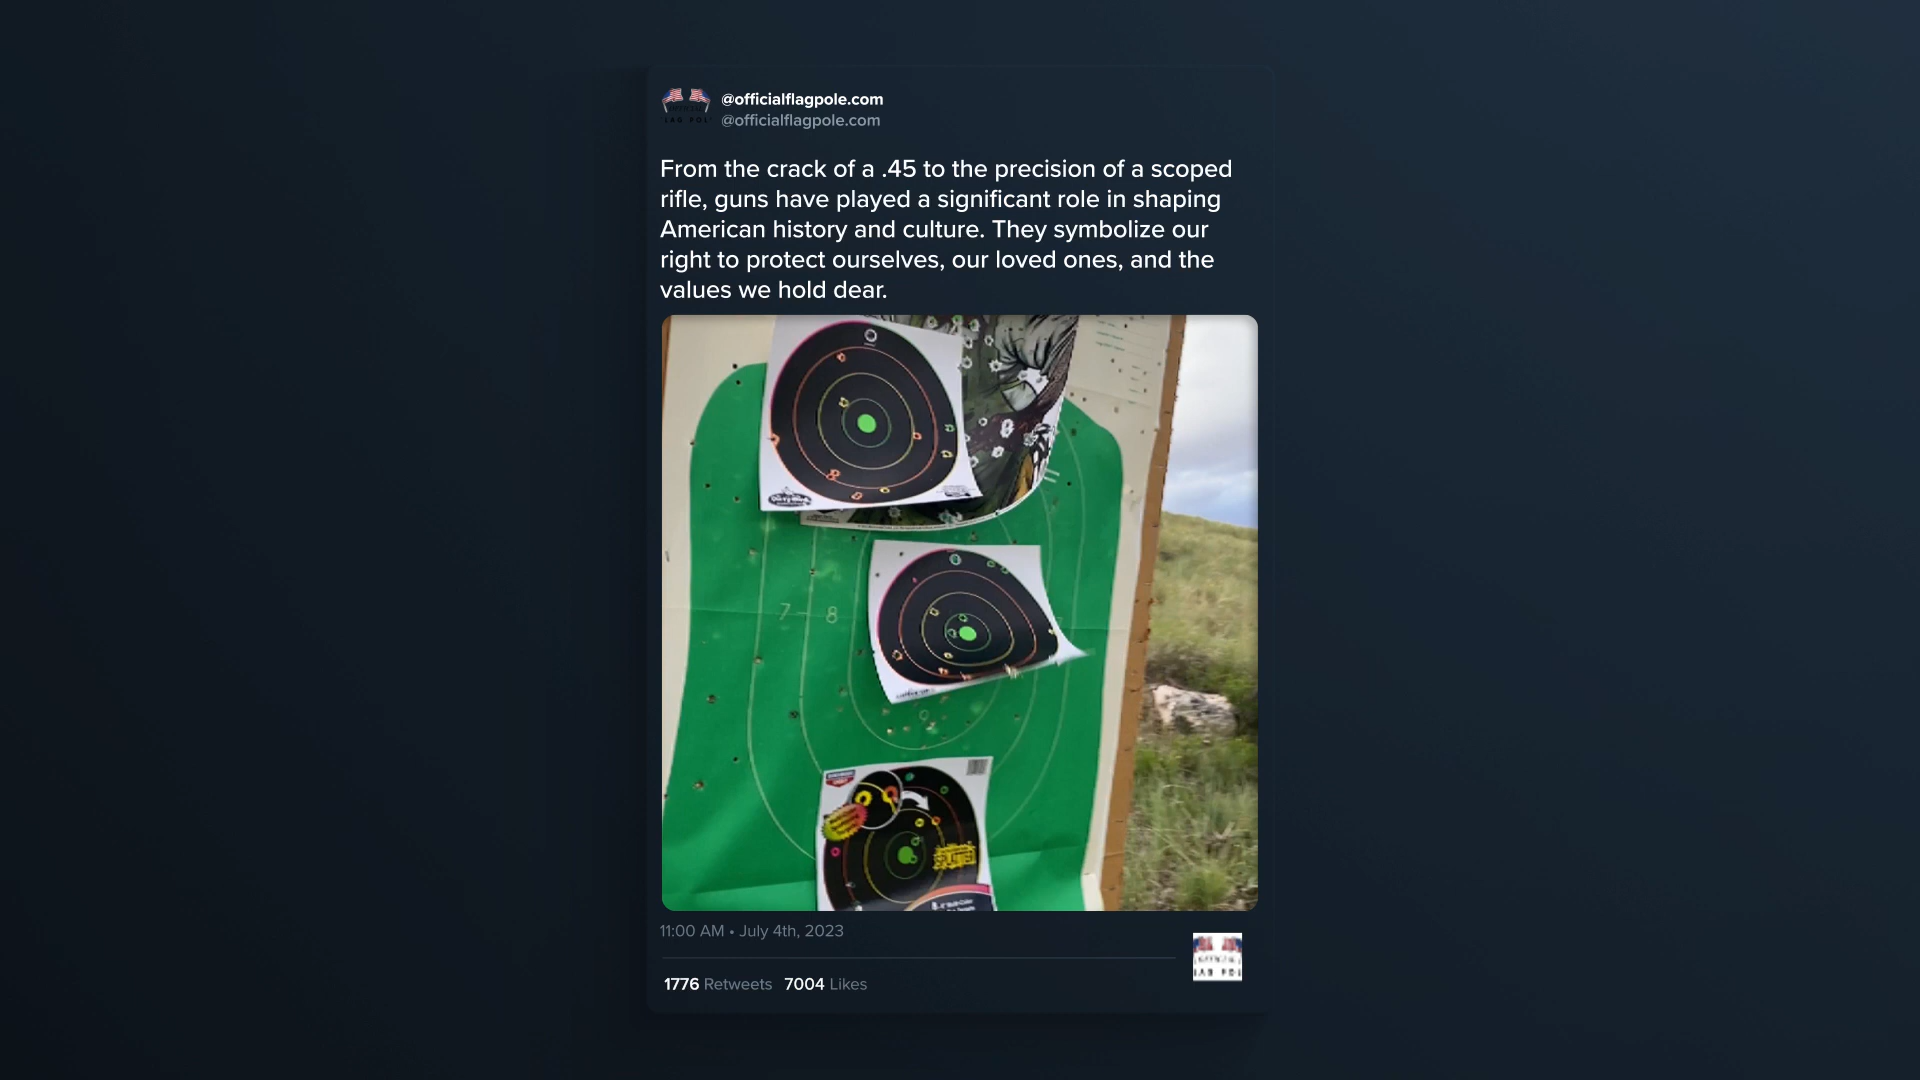 @officialflagpole.com
@officialflagpole.com
From the crack of a .45 to the precision of a scoped
rifle, guns have played a significant role in shaping
American history and culture. They symbolize our
right to protect ourselves, our loved ones, and the
values we hold dear.
7 8
11:00 AM • July 4th, 2023
1776 Retweets 7004 Likes